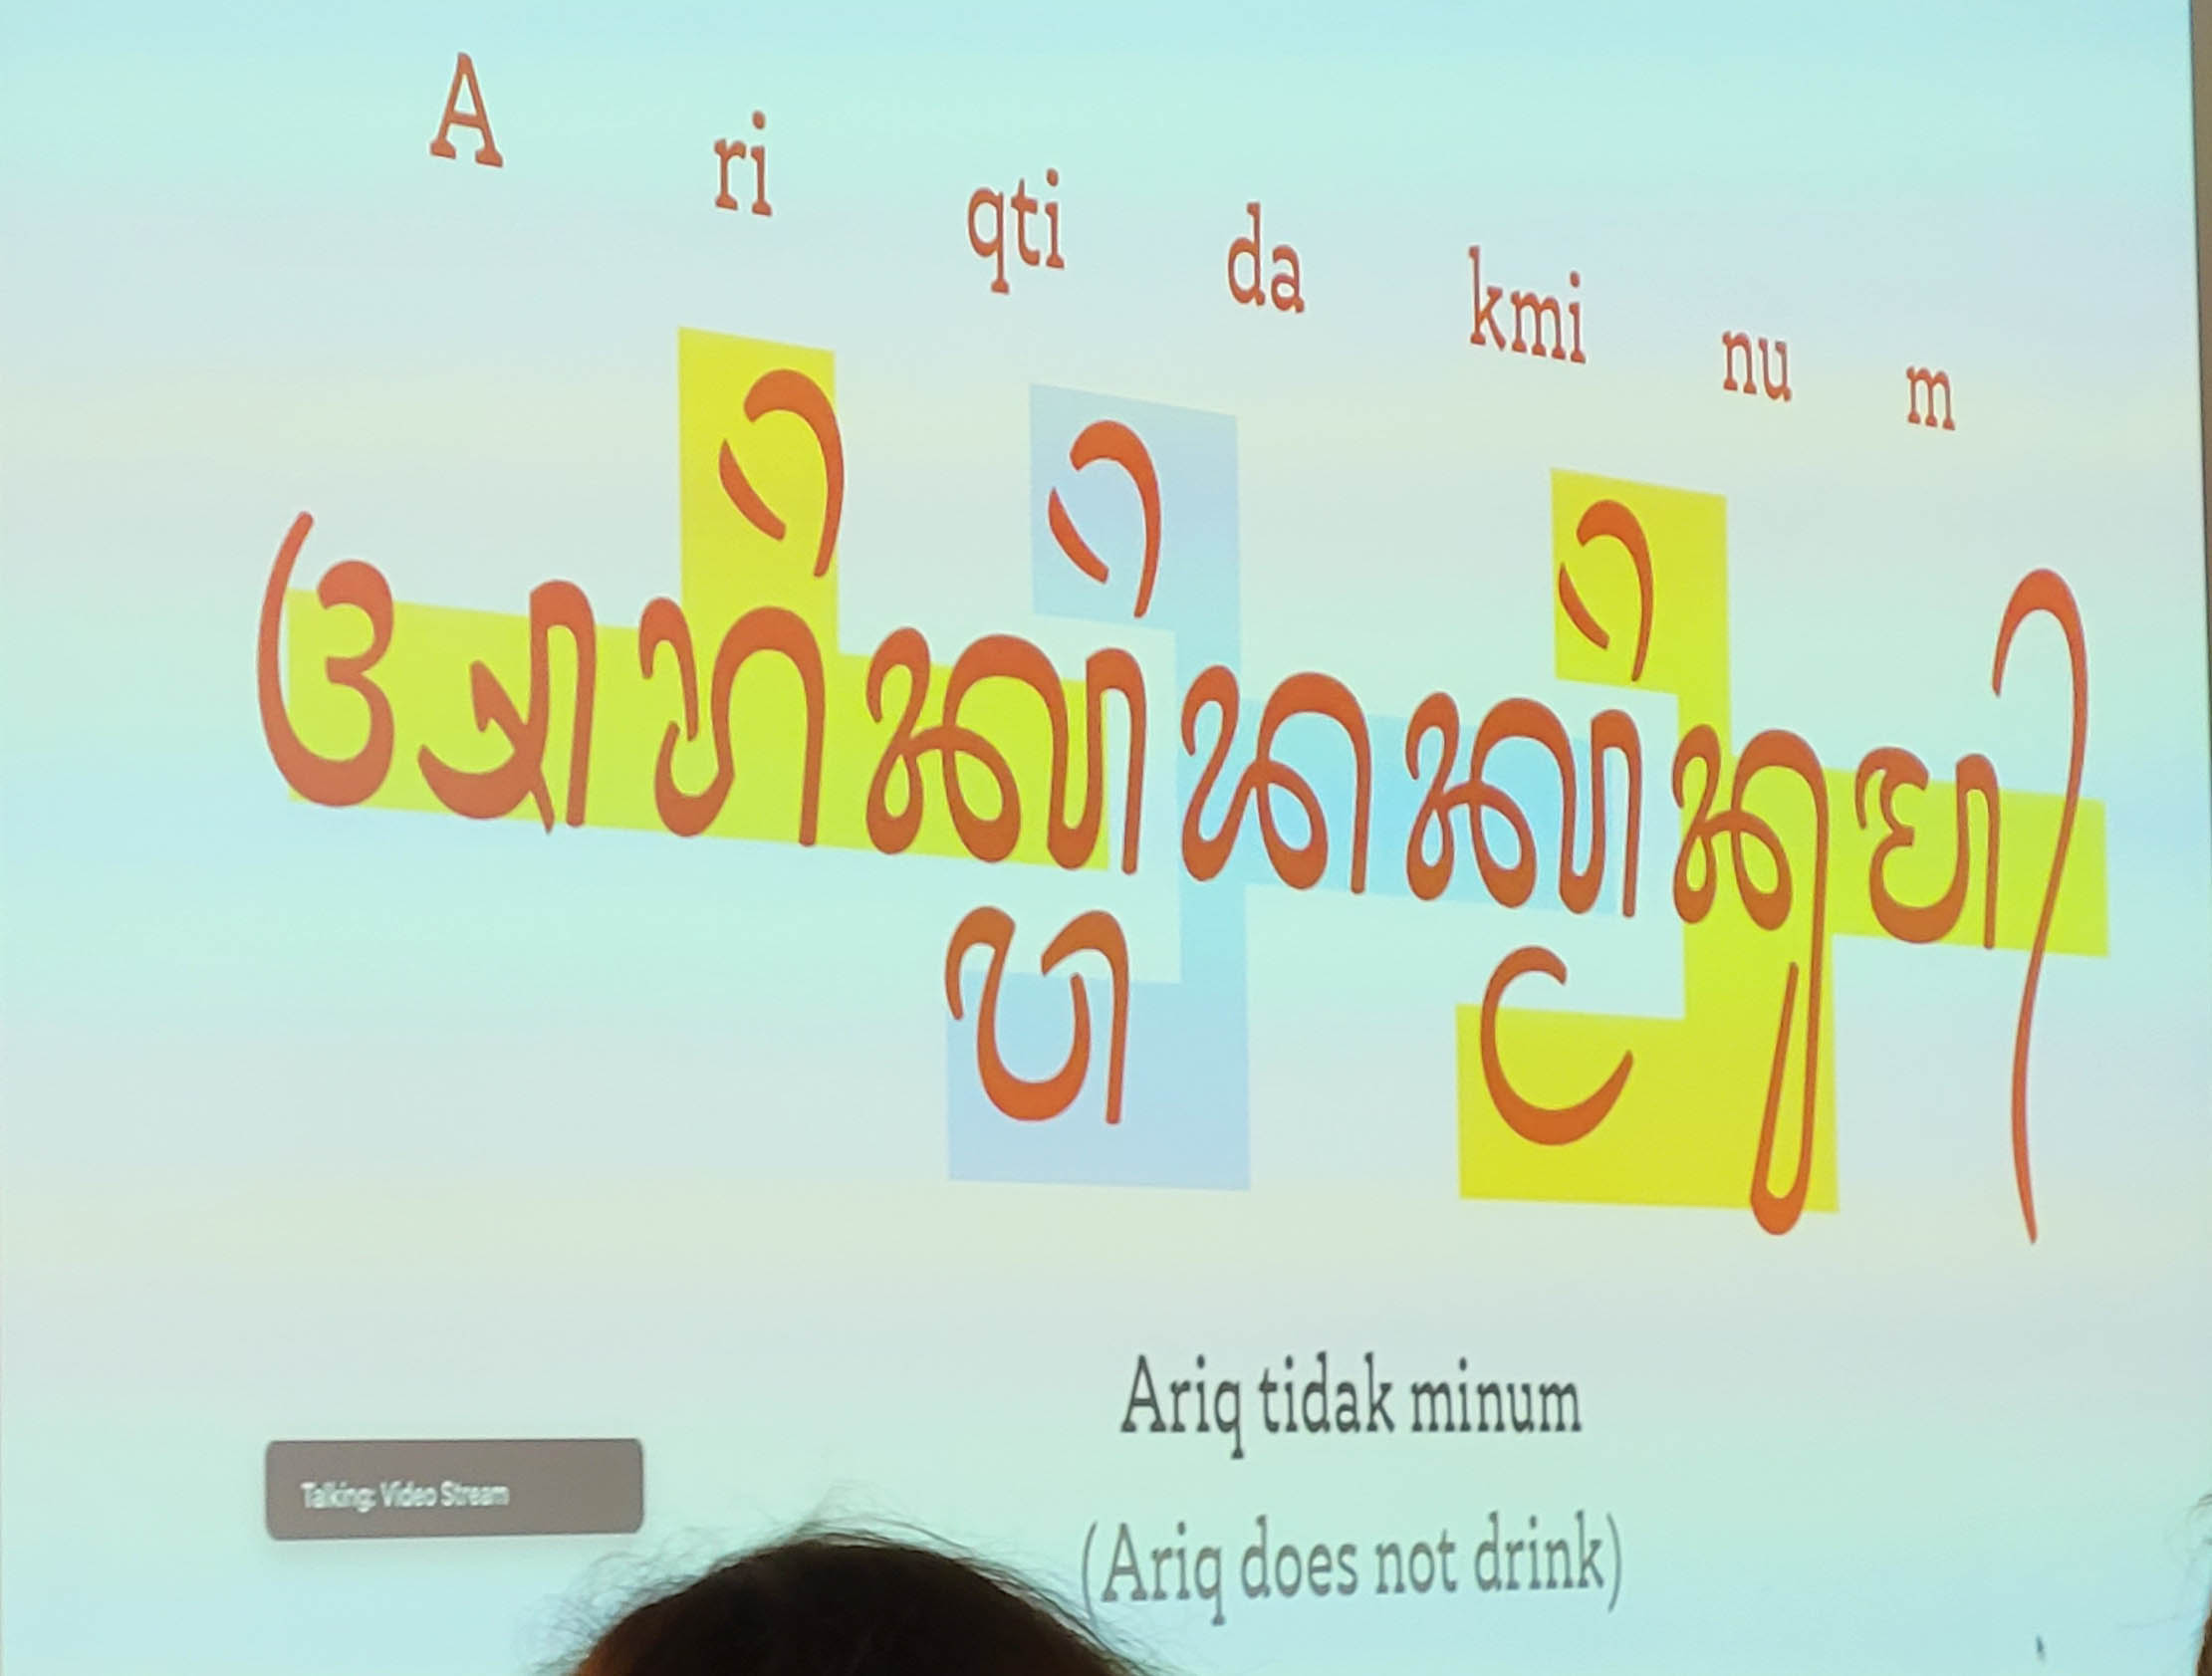 A ri qti da kmi nu m
ᬅᬭᬶᬓ᭄ᬢᬶᬤᬓ᭄ᬫᬶᬦᬸᬫ᭄
Ariq tidak minum
(Ariq does not drink)
Talking: Video Stream